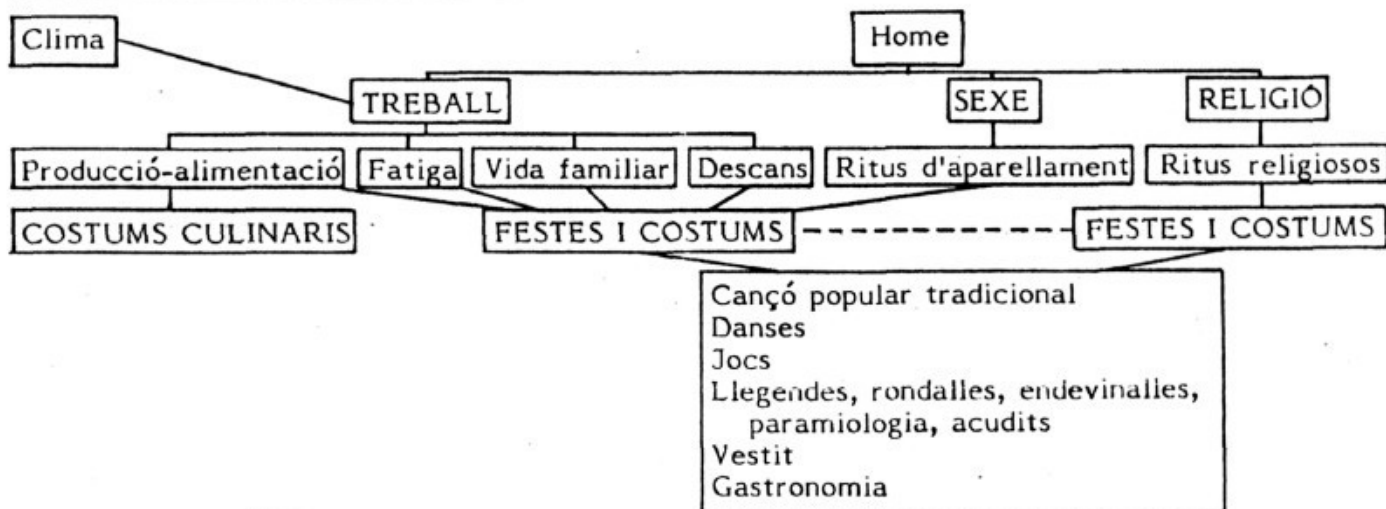 Clima
Home
TREBALL
SEXE
RELIGIÓ
Producció-alimentació
Fatiga
Vida familiar
Descans
Ritus d'aparellament
Ritus religiosos
COSTUMS CULINARIS
FESTES I COSTUMS
FESTES I COSTUMS
Cançó popular tradicional
Danses
Jocs
Llegendes, rondalles, endevinalles,
paramiologia, acudits
Vestit
Gastronomia